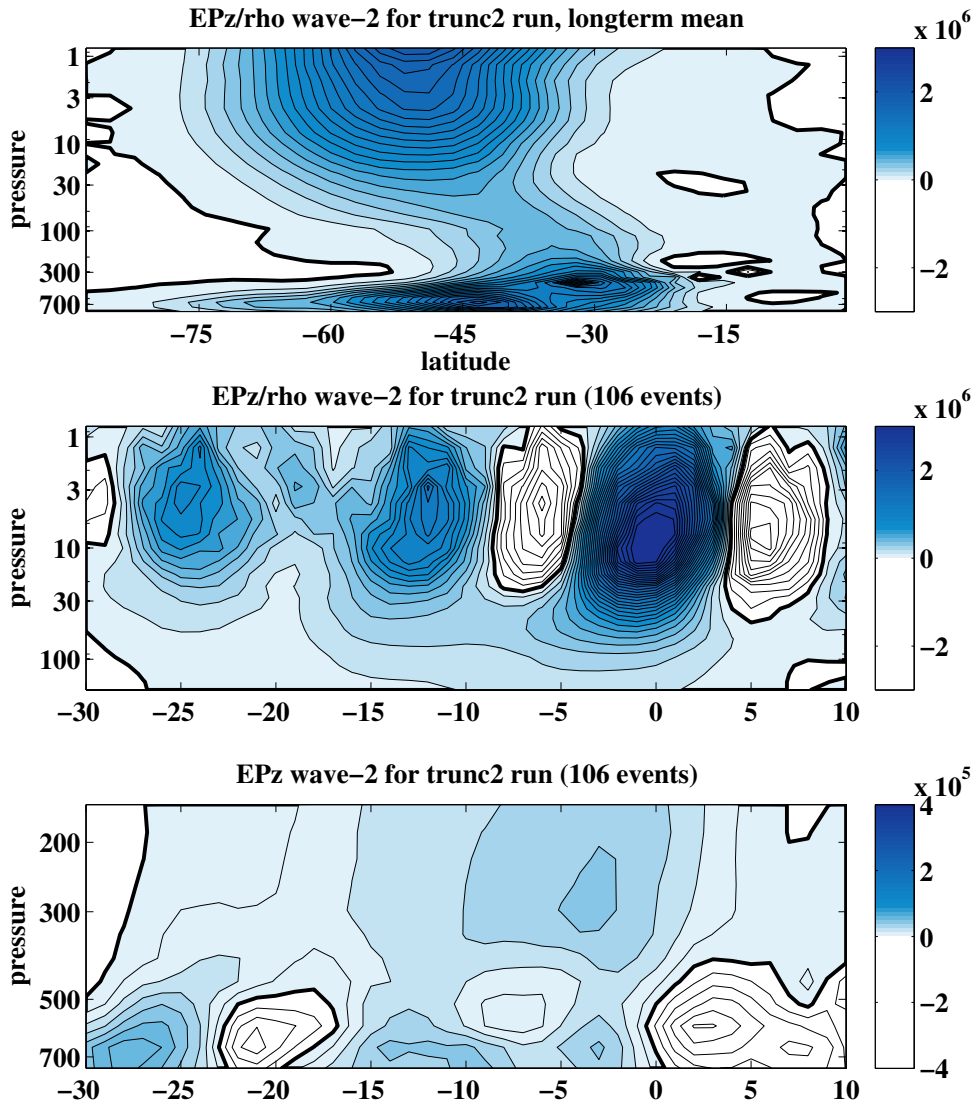 EPz/rho wave−2 for trunc2 run, longterm mean
x 10^6
pressure
1
3
10
30
100
300
700
−75 −60 −45 −30 −15
latitude
2
0
−2
EPz/rho wave−2 for trunc2 run (106 events)
x 10^6
pressure
1
3
10
30
100
−30 −25 −20 −15 −10 −5 0 5 10
2
0
−2
EPz wave−2 for trunc2 run (106 events)
x 10^5
pressure
200
300
500
700
−30 −25 −20 −15 −10 −5 0 5 10
4
2
0
−2
−4